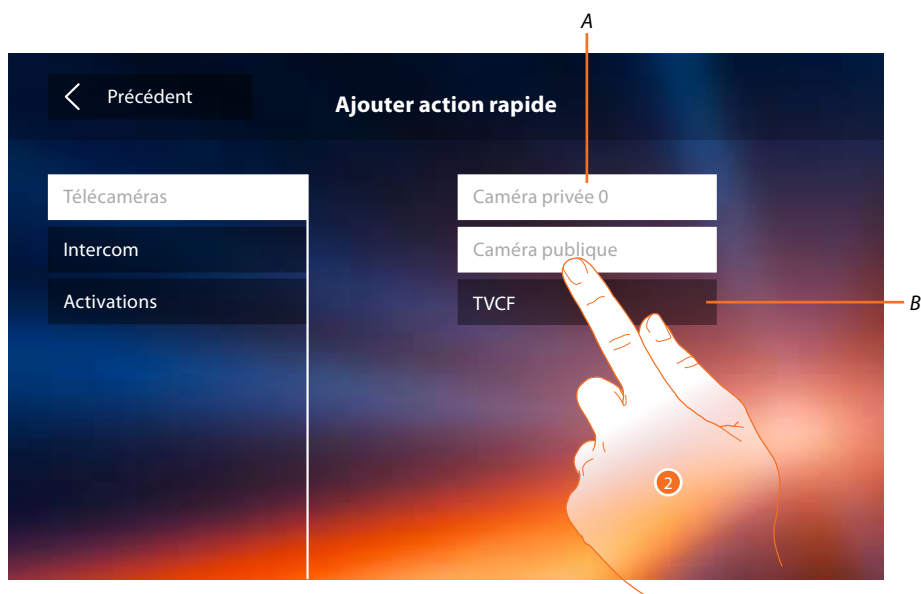 A
Précédent
Ajouter action rapide
Télécaméras
Caméra privée 0
Intercom
Caméra publique
Activations
TVCF
B
2